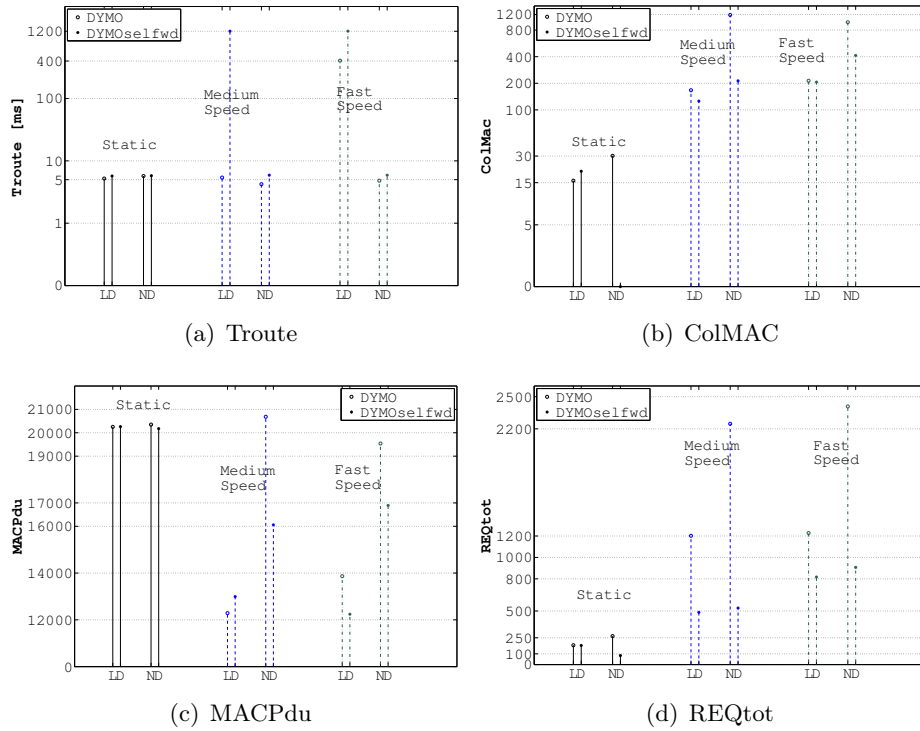 DYMO
DYMOselfwd
1200
400
100
10
5
1
0
Troute [ms]
Static
Medium
Speed
Fast
Speed
LD ND LD ND LD ND
(a) Troute
DYMO
DYMOselfwd
1200
800
200
100
30
15
5
0
ColMac
Static
Medium
Speed
Fast
Speed
LD ND LD ND LD ND
(b) ColMAC
DYMO
DYMOselfwd
21000
20000
19000
17000
16000
14000
12000
0
MACPdu
Static
Medium
Speed
Fast
Speed
LD ND LD ND LD ND
(c) MACPdu
DYMO
DYMOselfwd
2500
2200
1200
1000
800
500
250
100
0
REQtot
Static
Medium
Speed
Fast
Speed
LD ND LD ND LD ND
(d) REQtot